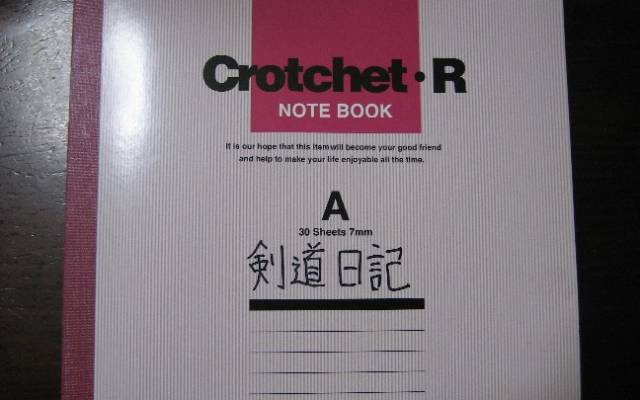 Crotchet・R
NOTE BOOK
It is our hope that this item will become your good friend
and help to make your life enjoyable all the time.
A
30 Sheets 7mm
剣道日記